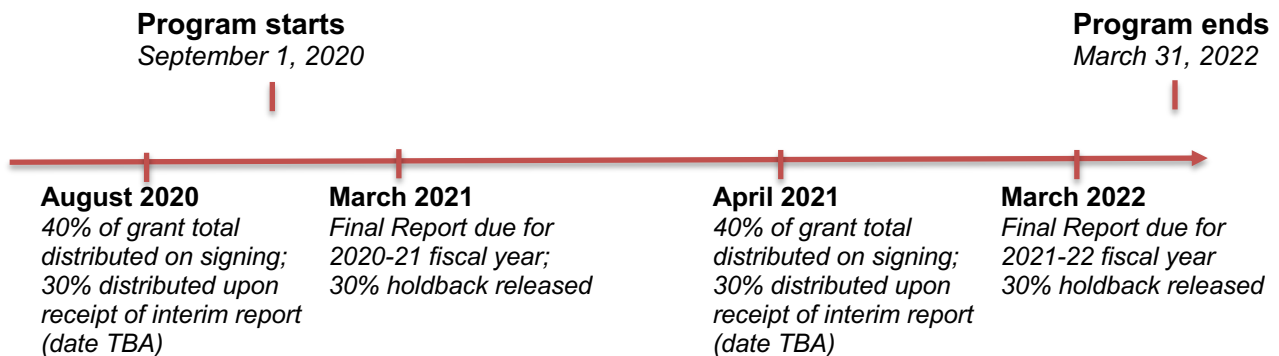 Program starts
September 1, 2020
Program ends
March 31, 2022
August 2020
40% of grant total
distributed on signing;
30% distributed upon
receipt of interim report
(date TBA)
March 2021
Final Report due for
2020-21 fiscal year;
30% holdback released
April 2021
40% of grant total
distributed on signing;
30% distributed upon
receipt of interim report
(date TBA)
March 2022
Final Report due for
2021-22 fiscal year
30% holdback released